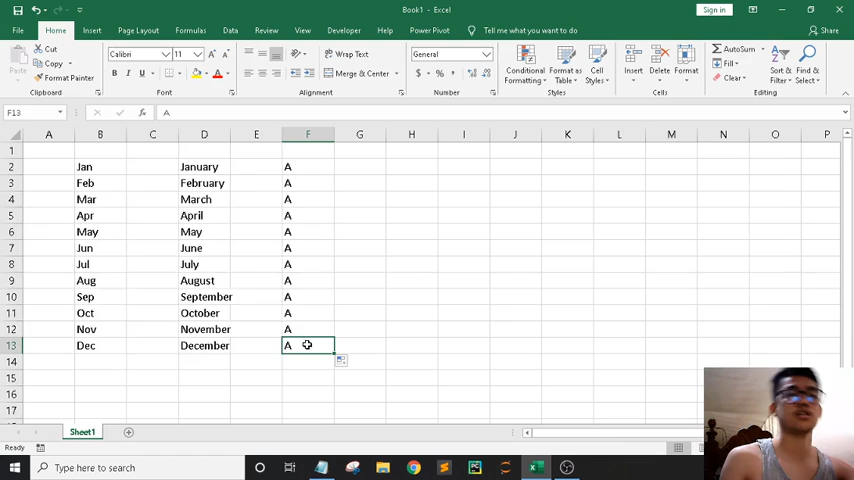 Book1 - Excel
Sign in
File Home Insert Page Layout Formulas Data Review View Developer Help Power Pivot Tell me what you want to do Share
Cut
Copy
Format Painter
Paste
Clipboard
Calibri 11
B I U
Font
Wrap Text
Merge & Center
Alignment
General
$ % ,
Number
Conditional Formatting
Format as Table
Cell Styles
Styles
Insert Delete Format
Cells
AutoSum
Fill
Clear
Sort & Filter
Find & Select
Editing
F13 fx A
A B C D E F G H I J K L M N O P
1
2 Jan January A
3 Feb February A
4 Mar March A
5 Apr April A
6 May May A
7 Jun June A
8 Jul July A
9 Aug August A
10 Sep September A
11 Oct October A
12 Nov November A
13 Dec December A
14
15
16
17
Sheet1
Ready
Type here to search